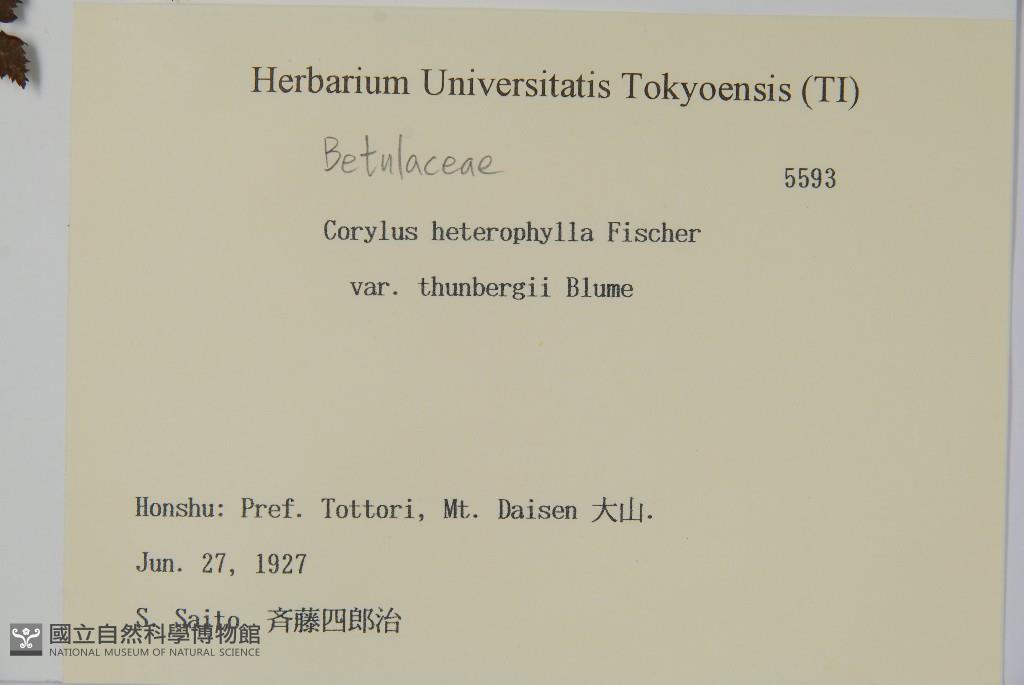 Herbarium Universitatis Tokyoensis (TI)
Betulaceae
5593
Corylus heterophylla Fischer
var. thunbergii Blume
Honshu: Pref. Tottori, Mt. Daisen 大山.
Jun. 27, 1927
S. Saito 斉藤四郎治
國立自然科學博物館
NATIONAL MUSEUM OF NATURAL SCIENCE